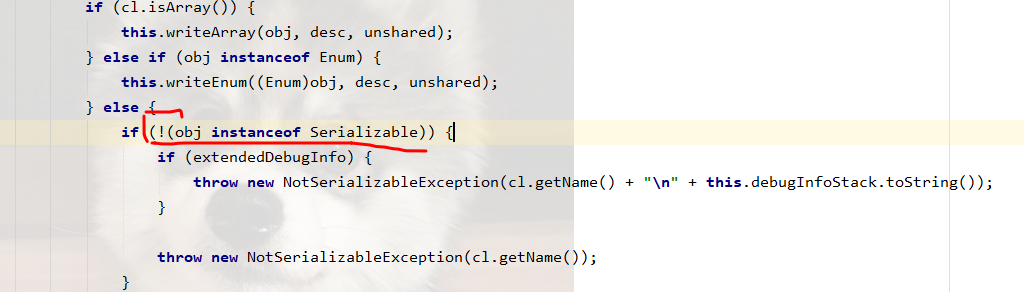 if (cl.isArray()) {
this.writeArray(obj, desc, unshared);
} else if (obj instanceof Enum) {
this.writeEnum((Enum)obj, desc, unshared);
} else {
if (!(obj instanceof Serializable)) {
if (extendedDebugInfo) {
throw new NotSerializableException(cl.getName() + "\n" + this.debugInfoStack.toString());
}
throw new NotSerializableException(cl.getName());
}